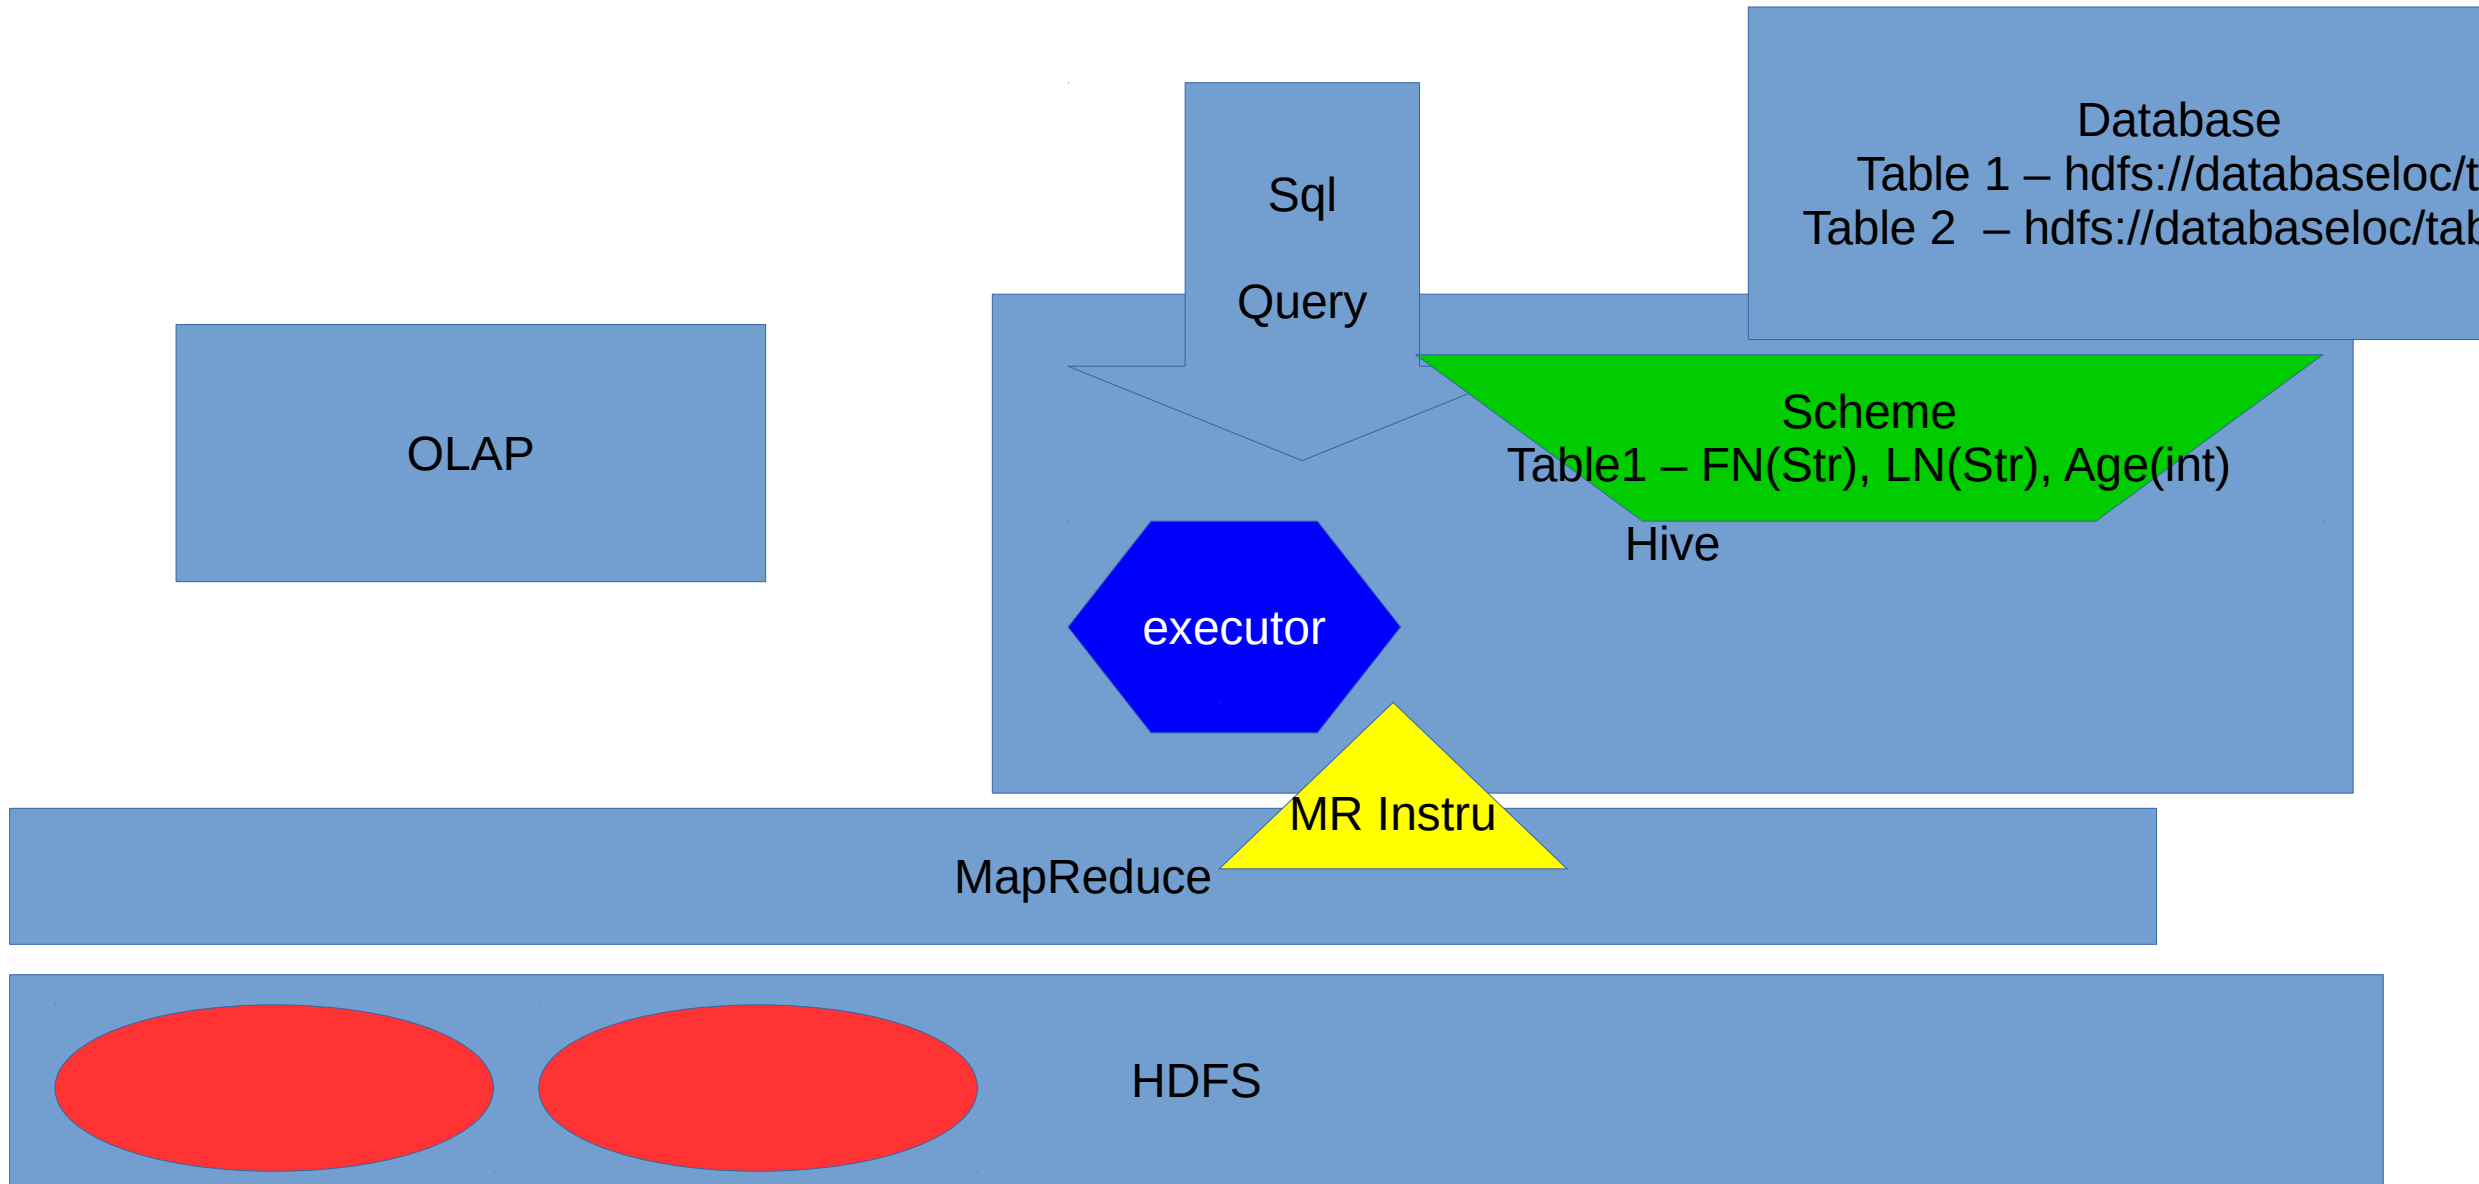 Database
Table 1 – hdfs://databaseloc/t
Table 2  – hdfs://databaseloc/tab
Sql
Query
OLAP
Scheme
Table1 – FN(Str), LN(Str), Age(int)
Hive
executor
MR Instru
MapReduce
HDFS